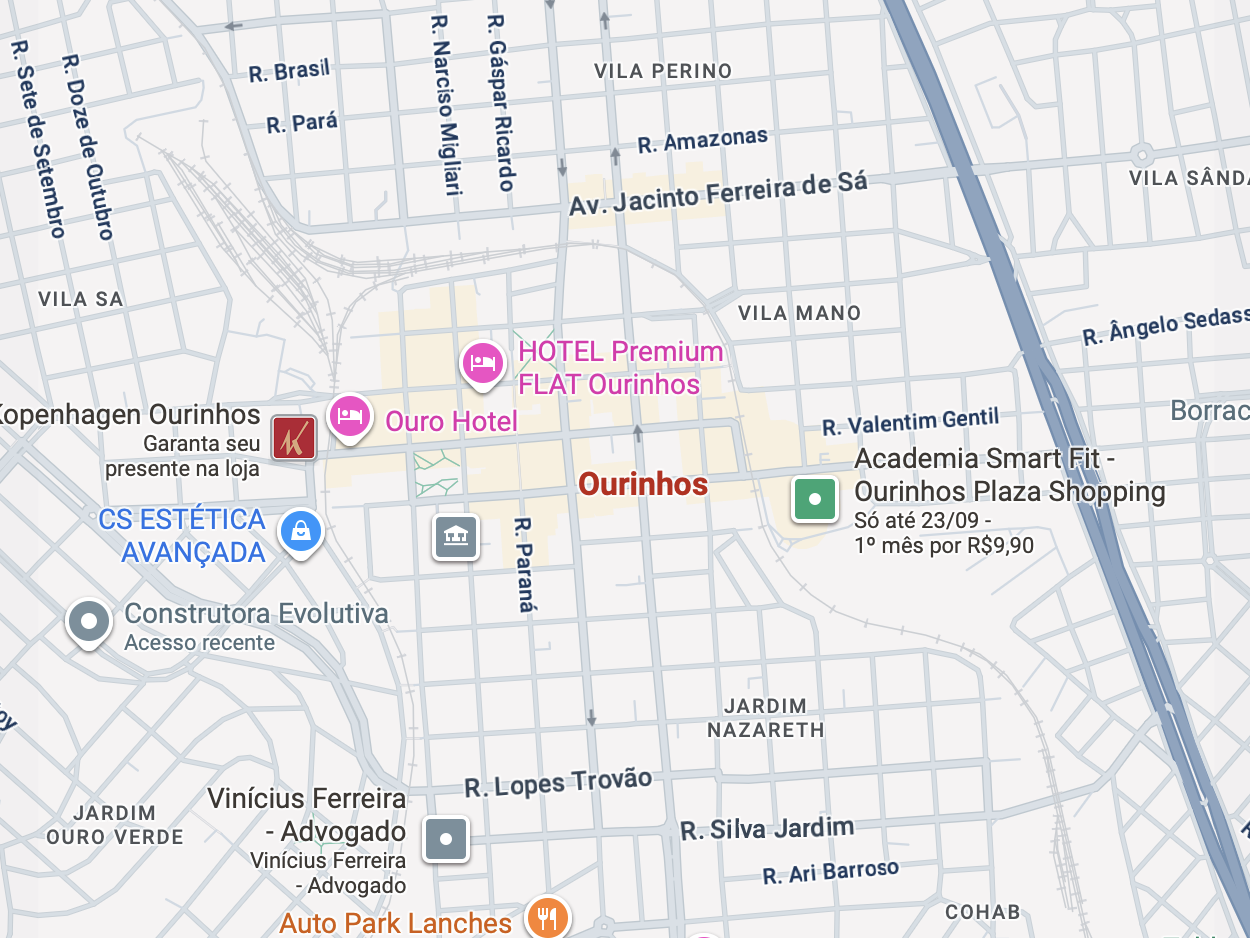 R. Sete de Setembro
R. Doze de Outubro
R. Brasil
R. Pará
R. Narciso Migliari
R. Gáspar Ricardo
VILA PERINO
R. Amazonas
Av. Jacinto Ferreira de Sá
VILA SÂNDA
VILA SA
VILA MANO
R. Ângelo Sedass
HOTEL Premium
FLAT Ourinhos
Kopenhagen Ourinhos
Garanta seu
presente na loja
Ouro Hotel
R. Valentim Gentil
Borrac
Academia Smart Fit -
Ourinhos Plaza Shopping
Só até 23/09 -
1º mês por R$9,90
Ourinhos
CS ESTÉTICA
AVANÇADA
R. Paraná
Construtora Evolutiva
Acesso recente
JARDIM
NAZARETH
R. Lopes Trovão
JARDIM
OURO VERDE
Vinícius Ferreira
- Advogado
Vinícius Ferreira
- Advogado
R. Silva Jardim
R. Ari Barroso
COHAB
Auto Park Lanches